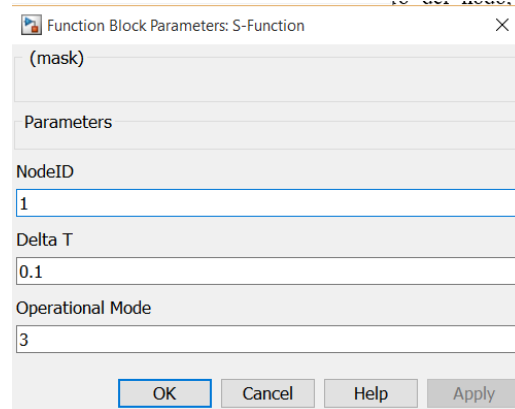 Function Block Parameters: S-Function
(mask)
Parameters
NodeID
1
Delta T
0.1
Operational Mode
3
OK Cancel Help Apply